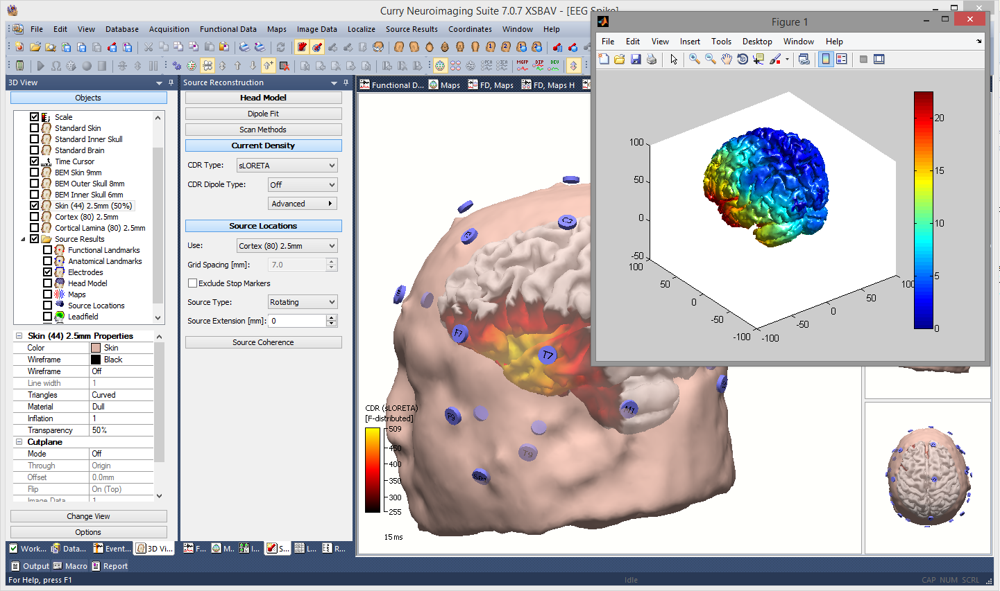 Curry Neuroimaging Suite 7.0.7 XSBAV - [EEG Spike]
File Edit View Database Acquisition Functional Data Maps Image Data Localize Source Results Coordinates Window Help
MGFP DIP DEV
3D View
Objects
Scale
Standard Skin
Standard Inner Skull
Standard Brain
Time Cursor
BEM Skin 9mm
BEM Outer Skull 8mm
BEM Inner Skull 6mm
Skin (44) 2.5mm (50%)
Cortex (80) 2.5mm
Cortical Lamina (80) 2.5mm
Source Results
Functional Landmarks
Anatomical Landmarks
Electrodes
Head Model
Maps
Source Locations
Leadfield
Skin (44) 2.5mm Properties
Color Skin
Wireframe Black
Wireframe Off
Line width 1
Triangles Curved
Material Dull
Inflation 1
Transparency 50%
Cutplane
Mode Off
Through Origin
Offset 0.0mm
Flip On (Top)
Image Data 1
Change View
Options
Work... Data... Event... 3D Vi...
Source Reconstruction
Head Model
Dipole Fit
Scan Methods
Current Density
CDR Type: sLORETA
CDR Dipole Type: Off
Advanced
Source Locations
Use: Cortex (80) 2.5mm
Grid Spacing [mm]: 7.0
Exclude Stop Markers
Source Type: Rotating
Source Extension [mm]: 0
Source Coherence
F... M.. I... S... L... R...
Functional D... Maps FD, Maps FD, Maps H
C3
F3
F7
T7
M1
F9
T9
Sp1
CDR (sLORETA)
[F-distributed]
509
450
400
350
300
255
15 ms
Figure 1
File Edit View Insert Tools Desktop Window Help
100
50
0
-50
100
50
0
-50
-100
-100
-50
0
50
100
20
15
10
5
0
Output Macro Report
For Help, press F1
Idle
CAP NUM SCRL